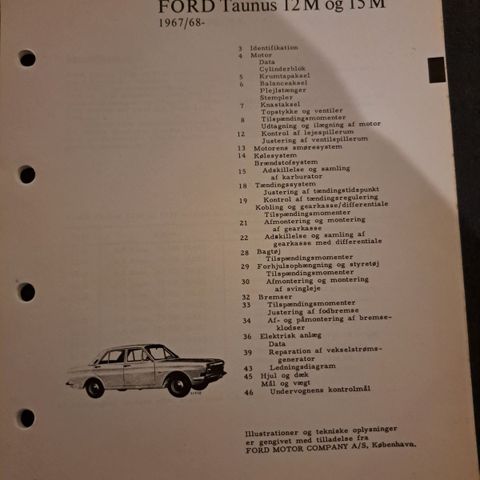 FORD Taunus 12M og 15M
1967/68-
3 Identifikation
4 Motor
Data
Cylinderblok
5 Krumtapaksel
6 Balanceaksel
Plejlstænger
Stempler
7 Knastaksel
Topstykke og ventiler
8 Tilspændingsmomenter
Udtagning og ilægning af motor
12 Kontrol af lejespillerum
Justering af ventilspillerum
13 Motorens smøresystem
14 Kølesystem
Brændstofsystem
15 Adskillelse og samling
af karburator
18 Tændingssystem
Justering af tændingstidspunkt
19 Kontrol af tændingsregulering
Kobling og gearkasse/differentiale
Tilspændingsmomenter
21 Afmontering og montering
af gearkasse
22 Adskillelse og samling af
gearkasse med differentiale
28 Bagtøj
Tilspændingsmomenter
29 Forhjulsophængning og styretøj
Tilspændingsmomenter
30 Afmontering og montering
af svingleje
32 Bremser
33 Tilspændingsmomenter
Justering af fodbremse
34 Af- og påmontering af bremse-
klodser
36 Elektrisk anlæg
Data
39 Reparation af vekselstrøms-
generator
43 Ledningsdiagram
45 Hjul og dæk
Mål og vægt
46 Undervognens kontrolmål
Illustrationer og tekniske oplysninger
er gengivet med tilladelse fra
FORD MOTOR COMPANY A/S, København.